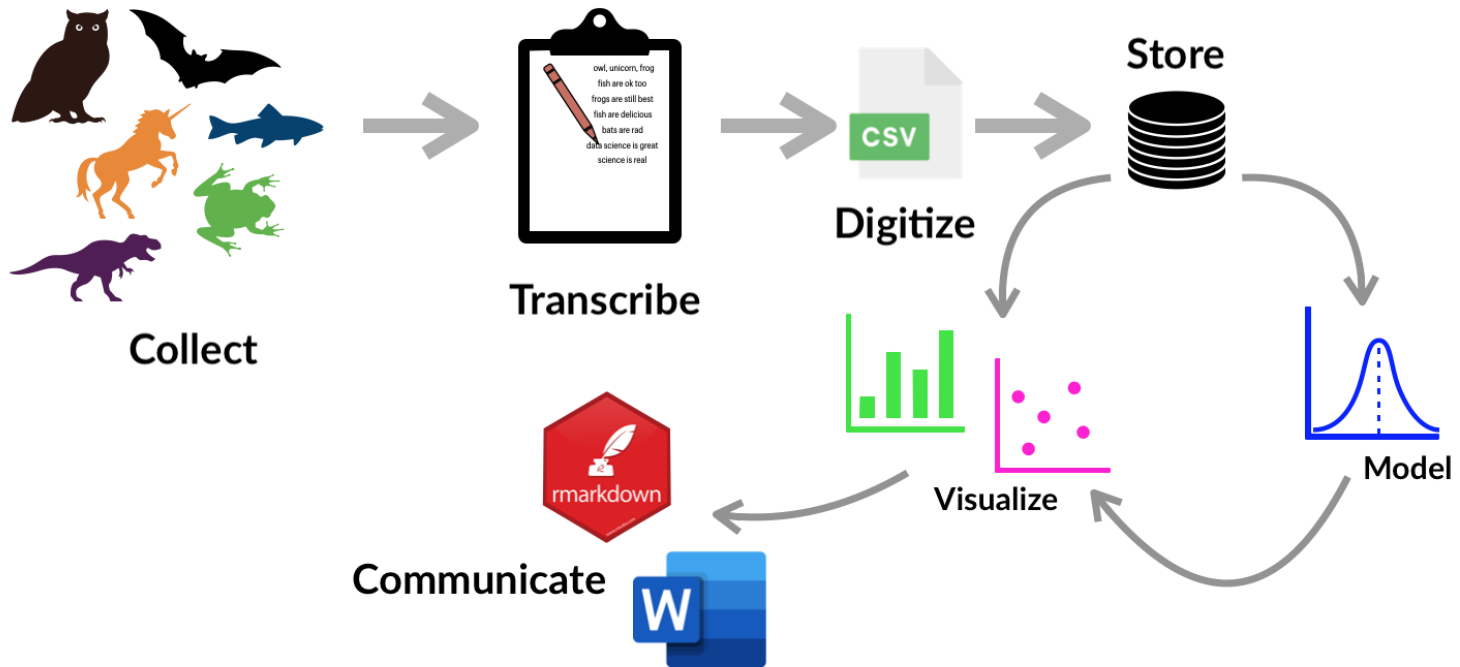 Collect
owl, unicorn, frog
fish are ok too
frogs are still best
fish are delicious
bats are rad
data science is great
science is real
Transcribe
CSV
Digitize
Store
Visualize
Model
rmarkdown
Communicate
W